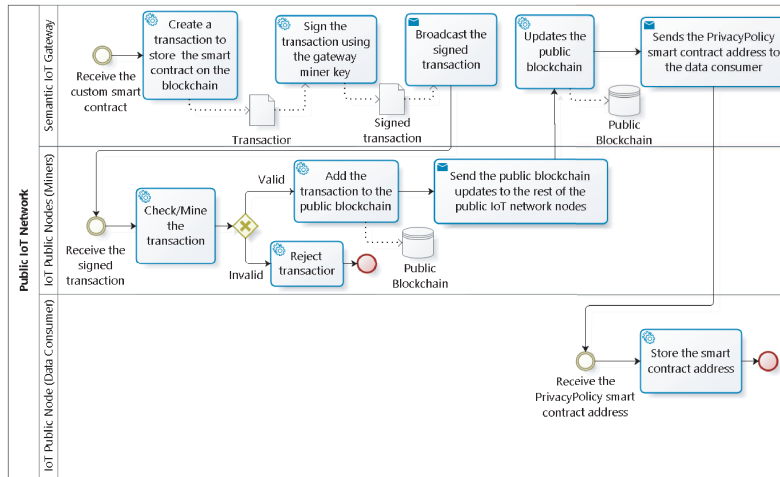 Public IoT Network
Semantic IoT Gateway
Receive the
custom smart
contract
Create a
transaction to
store the smart
contract on the
blockchain
Transaction
Sign the
transaction using
the gateway
miner key
Signed
transaction
Broadcast the
signed
transaction
Updates the
public
blockchain
Public
Blockchain
Sends the PrivacyPolicy
smart contract address to
the data consumer
IoT Public Nodes (Miners)
Receive the
signed
transaction
Check/Mine
the
transaction
Valid
Invalid
Add the
transaction to the
public blockchain
Reject
transactior
Public
Blockchain
Send the public blockchain
updates to the rest of the
public IoT network nodes
IoT Public Node (Data Consumer)
Receive the
PrivacyPolicy smart
contract address
Store the smart
contract address